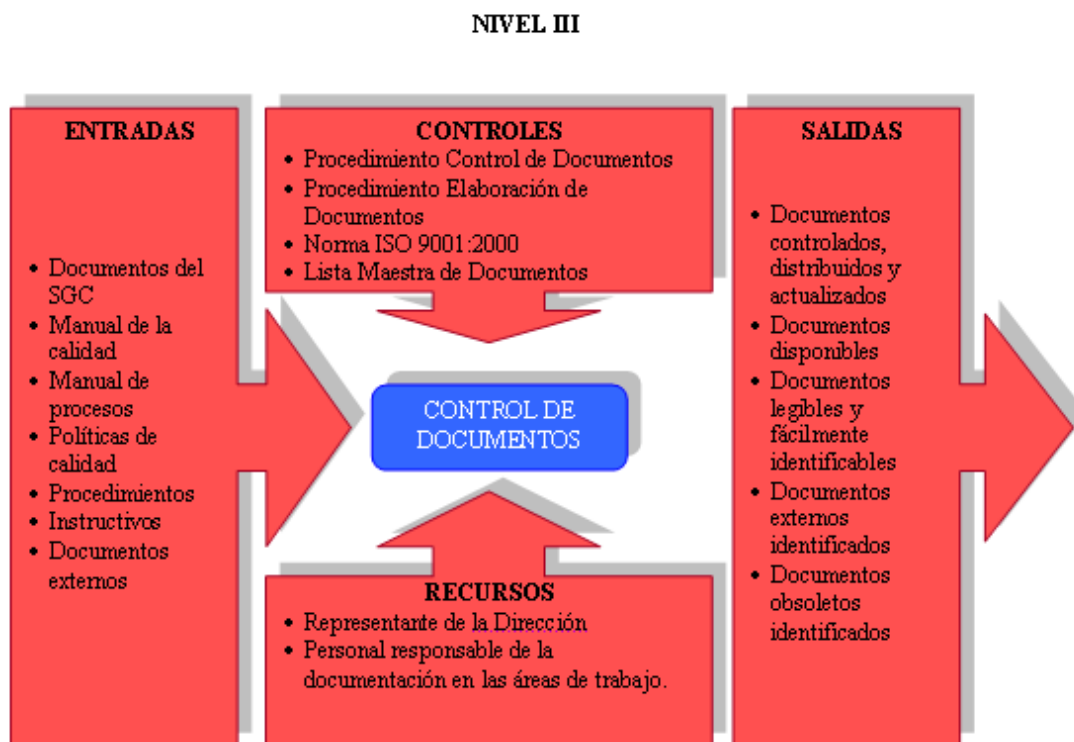 NIVEL III
ENTRADAS
• Documentos del
SGC
• Manual de la
calidad
• Manual de
procesos
• Políticas de
calidad
• Procedimientos
• Instructivos
• Documentos
externos
CONTROLES
• Procedimiento Control de Documentos
• Procedimiento Elaboración de
Documentos
• Norma ISO 9001:2000
• Lista Maestra de Documentos
CONTROL DE
DOCUMENTOS
RECURSOS
• Representante de la Dirección
• Personal responsable de la
documentación en las áreas de trabajo.
SALIDAS
• Documentos
controlados,
distribuidos y
actualizados
• Documentos
disponibles
• Documentos
legibles y
fácilmente
identificables
• Documentos
externos
identificados
• Documentos
obsoletos
identificados